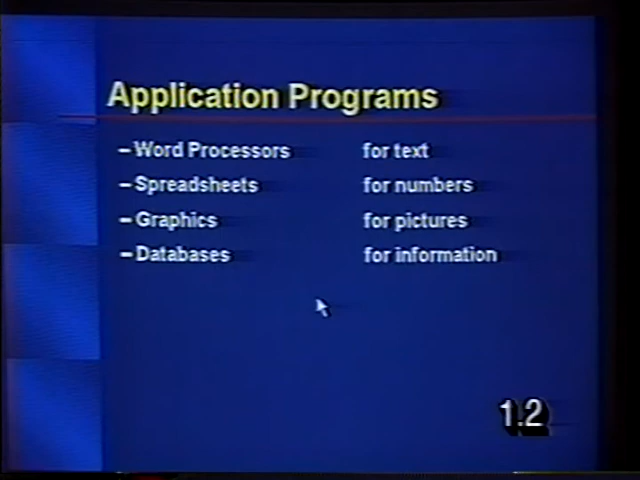 Application Programs
– Word Processors for text
– Spreadsheets for numbers
– Graphics for pictures
– Databases for information
1.2